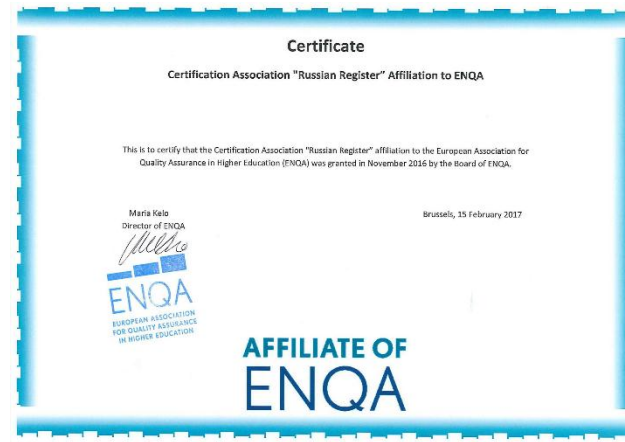 Certificate
Certification Association "Russian Register" Affiliation to ENQA
This is to certify that the Certification Association "Russian Register" affiliation to the European Association for
Quality Assurance in Higher Education (ENQA) was granted in November 2016 by the Board of ENQA.
Maria Kelo
Director of ENQA
Brussels, 15 February 2017
ENQA
EUROPEAN ASSOCIATION
FOR QUALITY ASSURANCE
IN HIGHER EDUCATION
AFFILIATE OF
ENQA